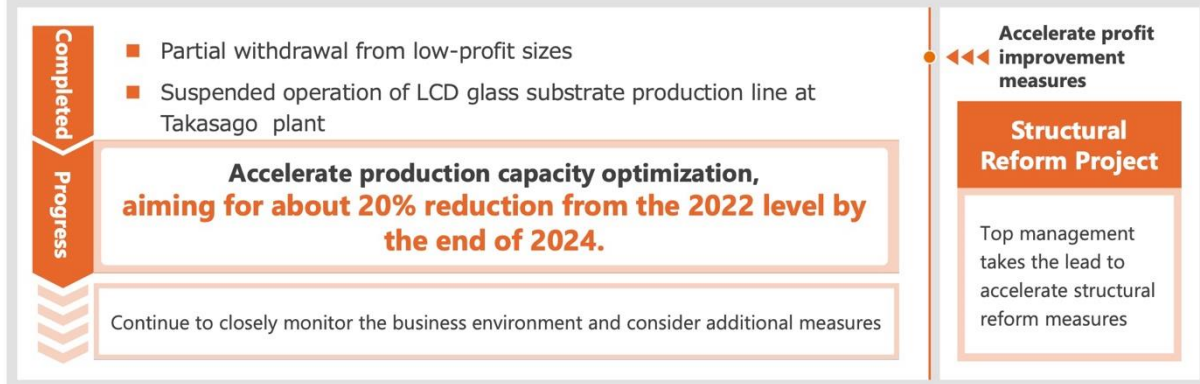 Completed
■ Partial withdrawal from low-profit sizes
■ Suspended operation of LCD glass substrate production line at
Takasago plant
Progress
Accelerate production capacity optimization,
aiming for about 20% reduction from the 2022 level by
the end of 2024.
Continue to closely monitor the business environment and consider additional measures
Accelerate profit
improvement
measures
Structural
Reform Project
Top management
takes the lead to
accelerate structural
reform measures